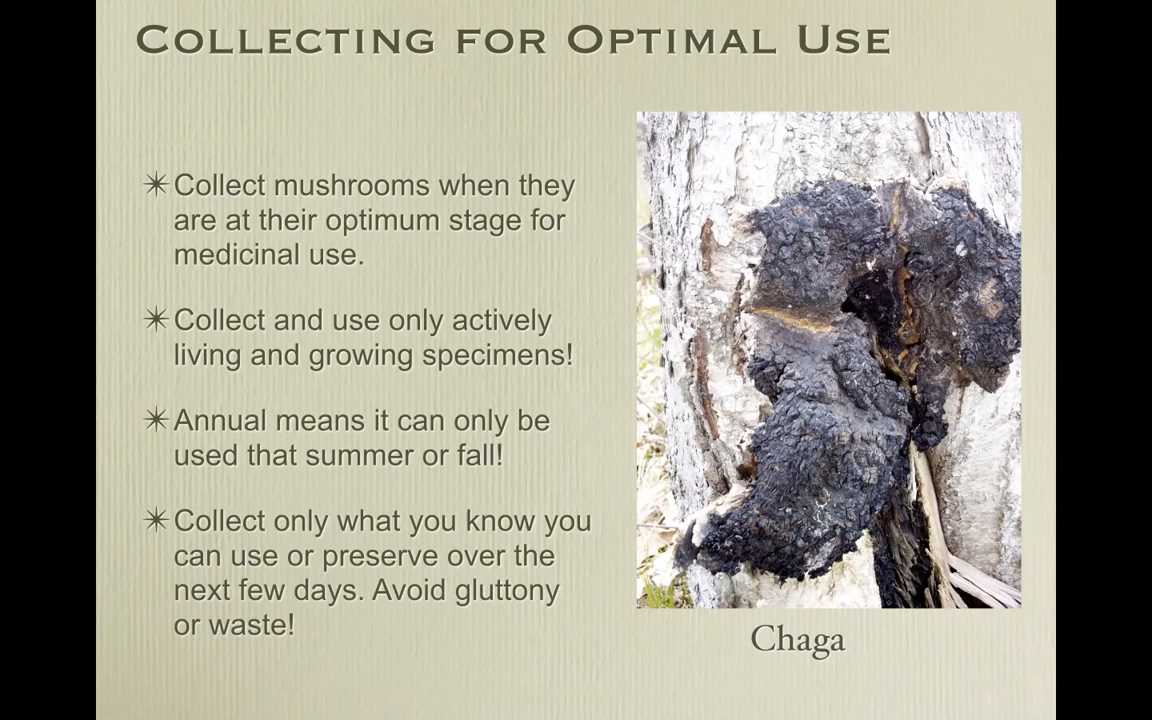 Collecting for Optimal Use
✴Collect mushrooms when they
are at their optimum stage for
medicinal use.
✴Collect and use only actively
living and growing specimens!
✴Annual means it can only be
used that summer or fall!
✴Collect only what you know you
can use or preserve over the
next few days. Avoid gluttony
or waste!
Chaga